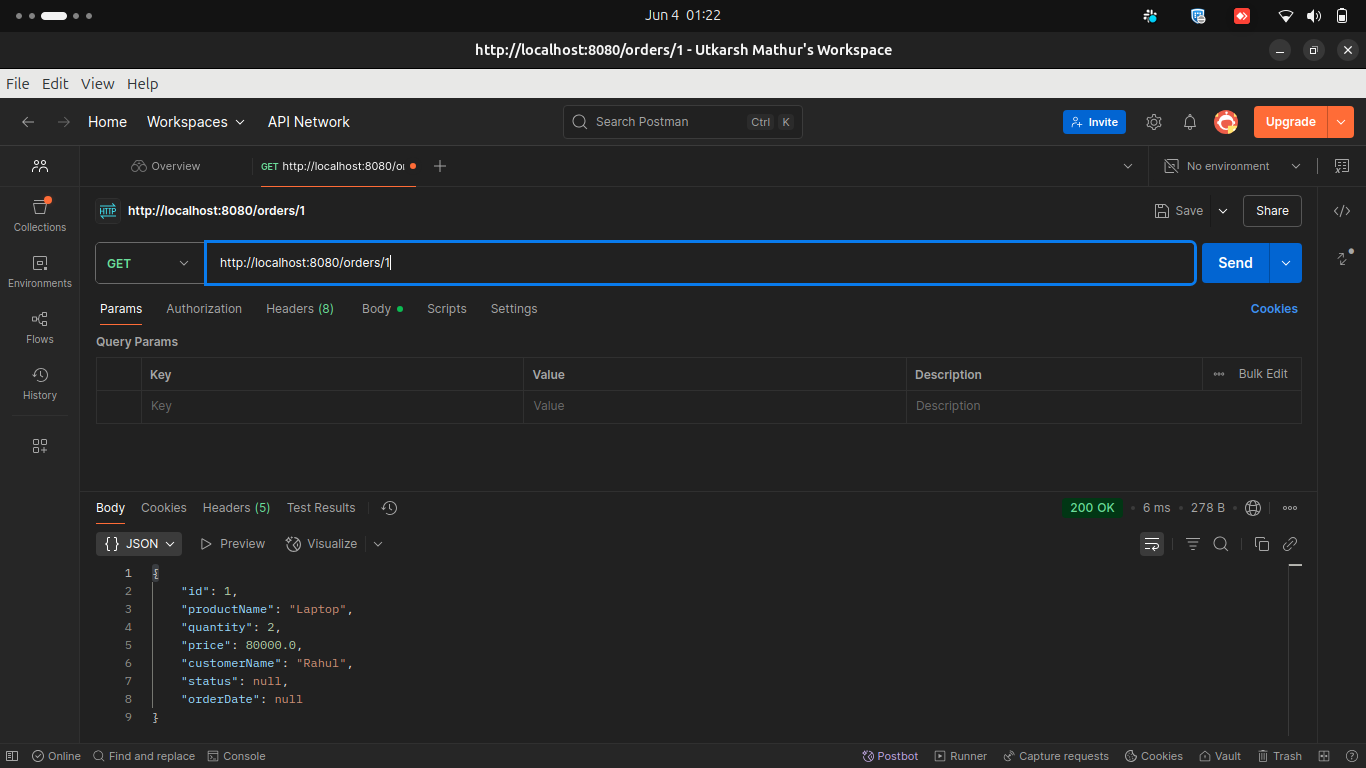 Jun 4 01:22
http://localhost:8080/orders/1 - Utkarsh Mathur's Workspace
File Edit View Help
Home Workspaces API Network Search Postman Ctrl K Invite Upgrade
Overview GET http://localhost:8080/or No environment
HTTP http://localhost:8080/orders/1 Save Share
Collections
GET http://localhost:8080/orders/1 Send
Environments
Params Authorization Headers (8) Body Scripts Settings Cookies
Flows
Query Params
Key Value Description Bulk Edit
History
Key Value Description
Body Cookies Headers (5) Test Results 200 OK 6 ms 278 B
{} JSON Preview Visualize
1 {
2 "id": 1,
3 "productName": "Laptop",
4 "quantity": 2,
5 "price": 80000.0,
6 "customerName": "Rahul",
7 "status": null,
8 "orderDate": null
9 }
Online Find and replace Console Postbot Runner Capture requests Cookies Vault Trash